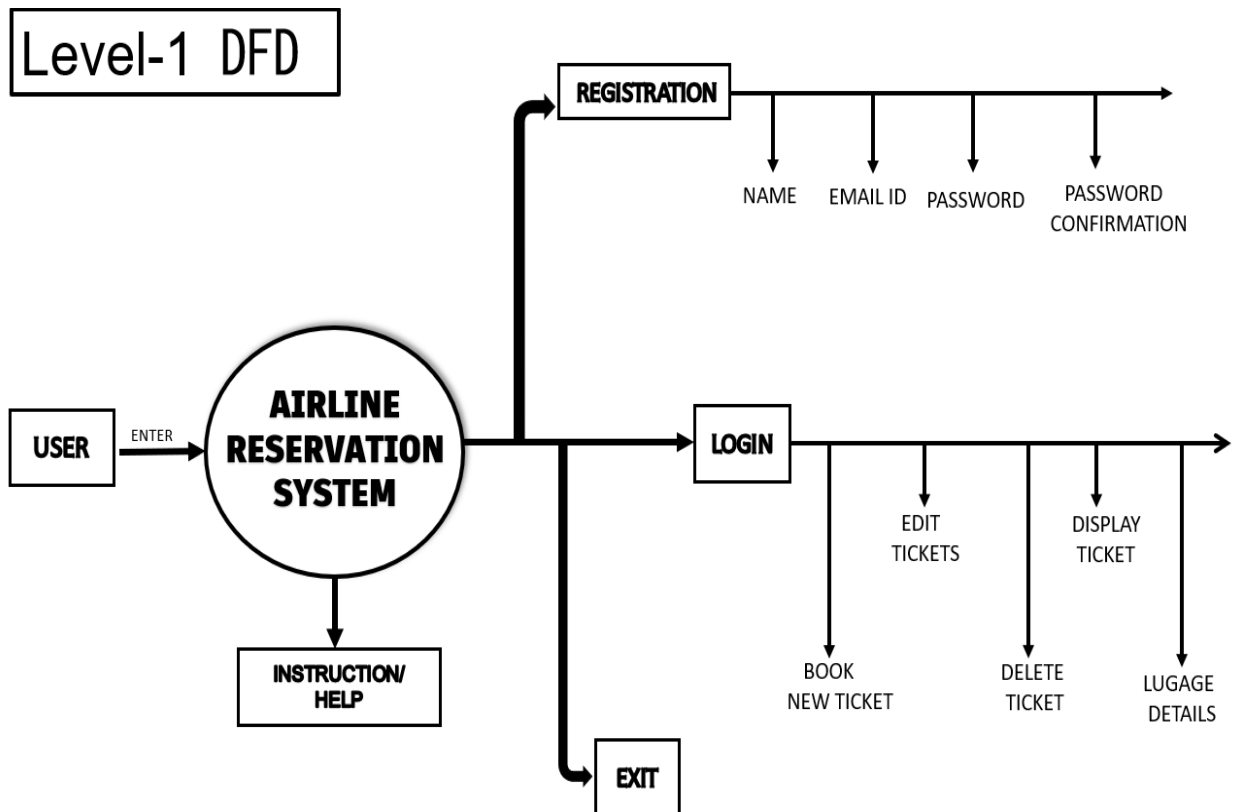 Level-1 DFD
REGISTRATION
NAME
EMAIL ID
PASSWORD
PASSWORD
CONFIRMATION
USER
ENTER
AIRLINE
RESERVATION
SYSTEM
LOGIN
EDIT
TICKETS
DISPLAY
TICKET
BOOK
NEW TICKET
DELETE
TICKET
LUGAGE
DETAILS
INSTRUCTION/
HELP
EXIT